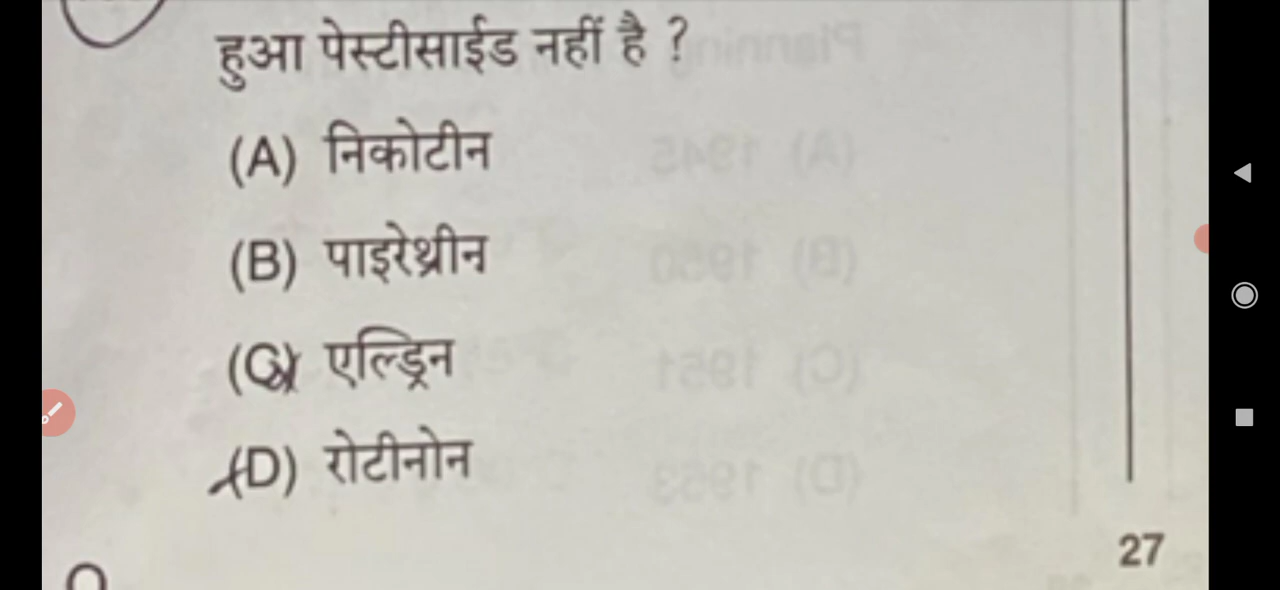 हुआ पेस्टीसाईड नहीं है ?
(A) निकोटीन
(B) पाइरेथ्रीन
(C) एल्ड्रिन
(D) रोटीनोन
27